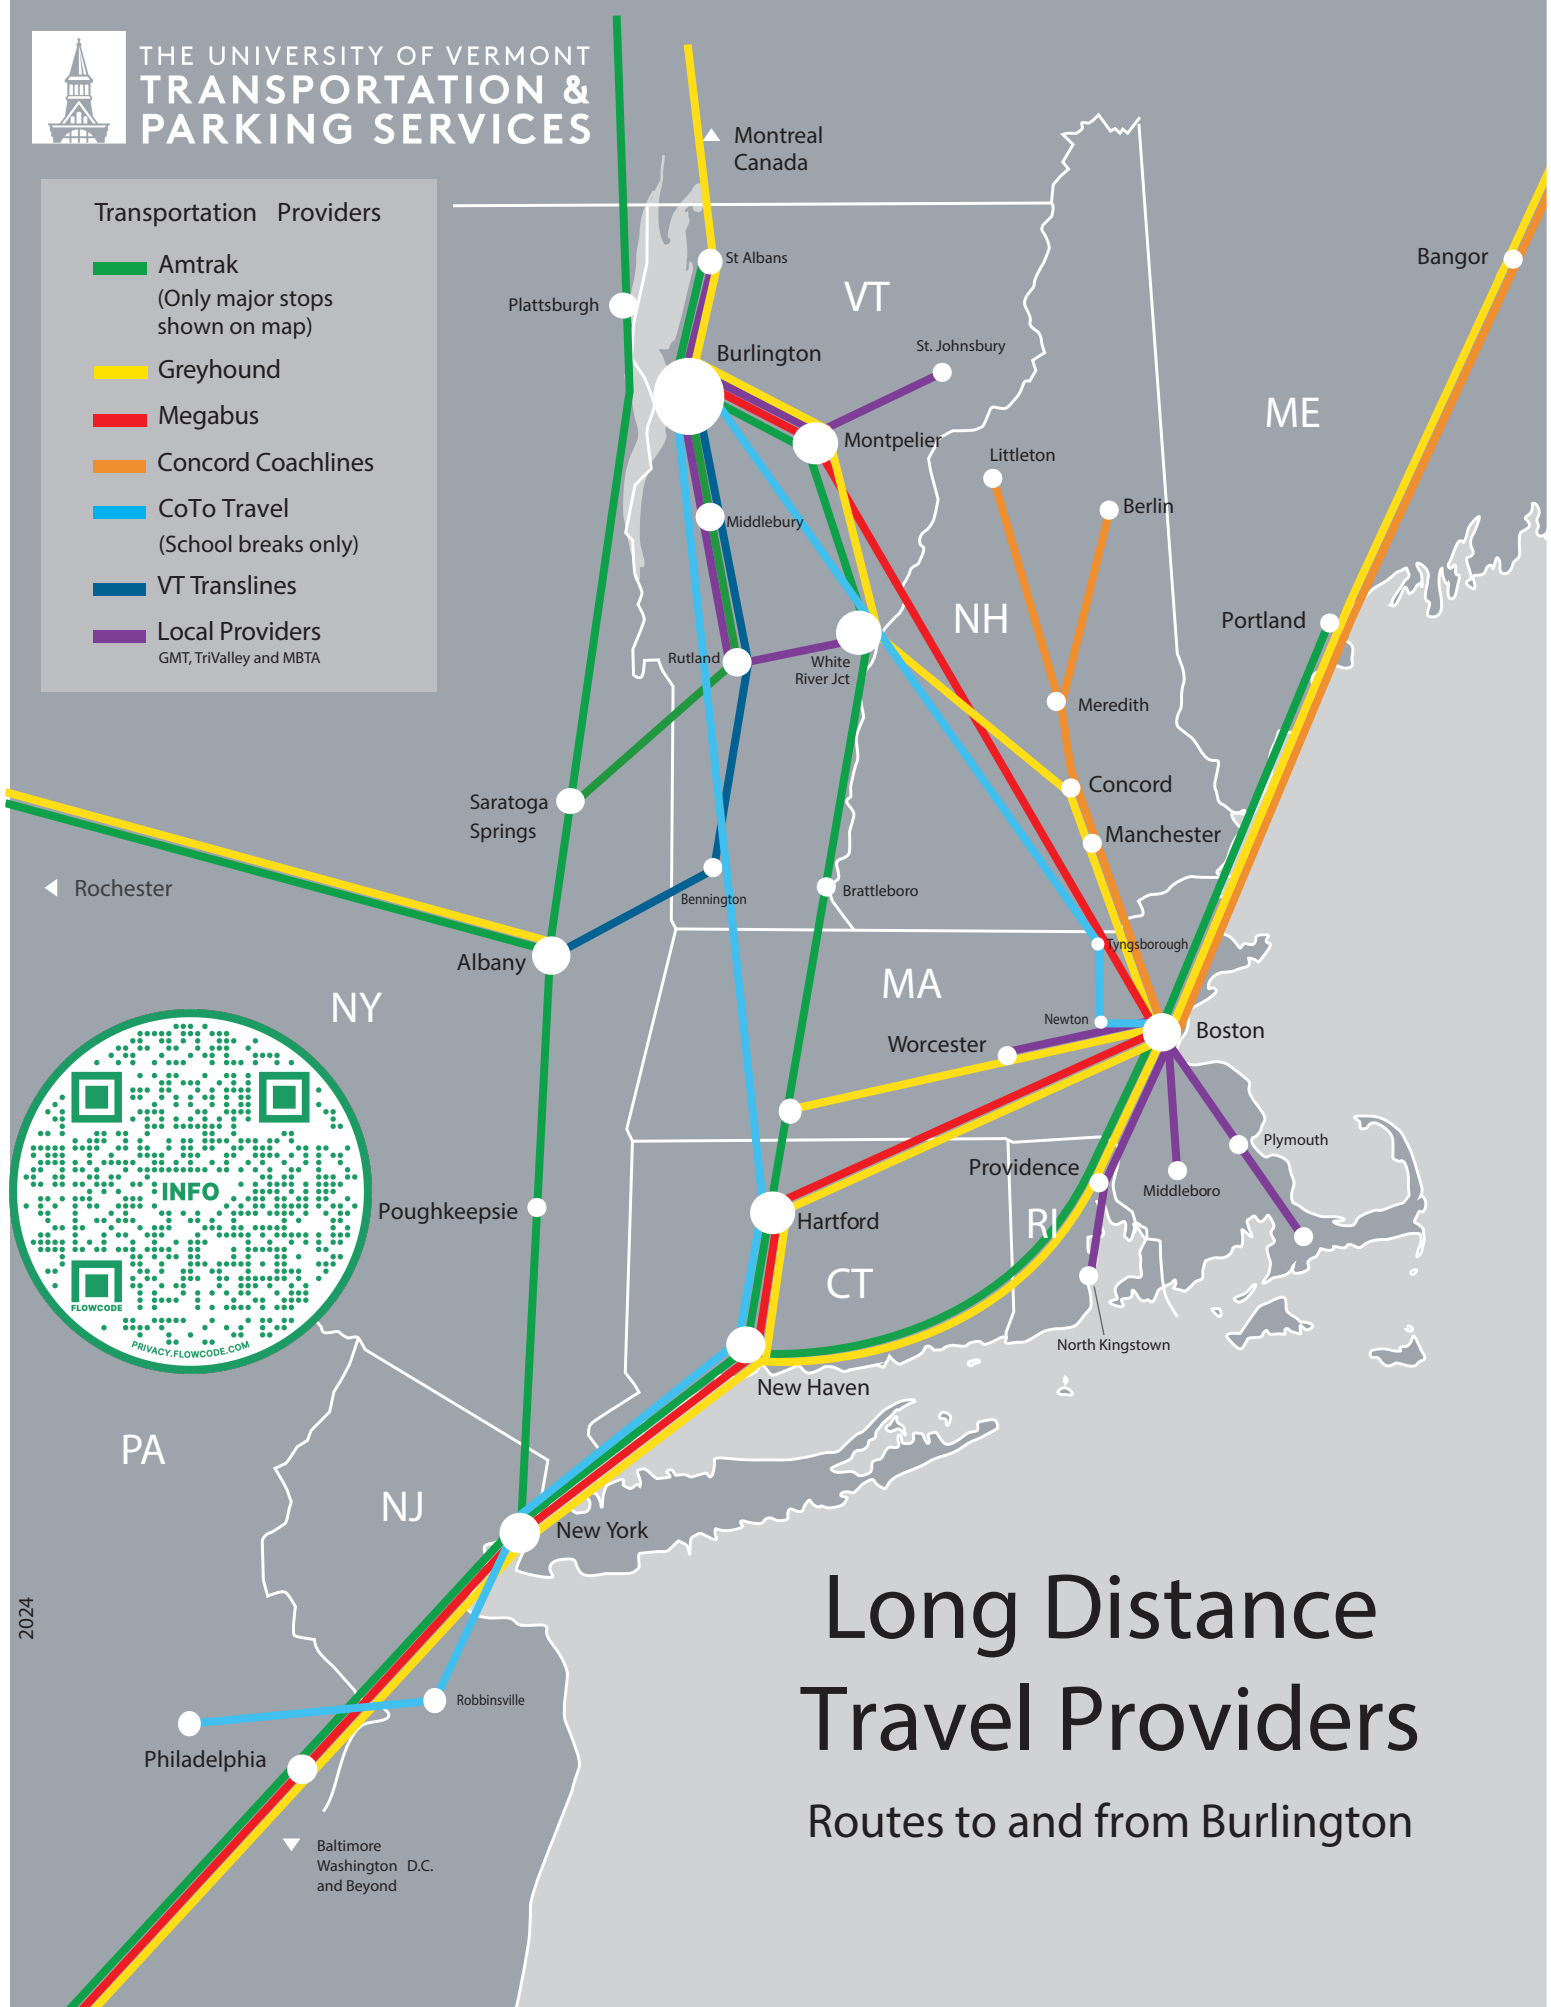 THE UNIVERSITY OF VERMONT
TRANSPORTATION &
PARKING SERVICES
Transportation Providers
Amtrak
(Only major stops
shown on map)
Greyhound
Megabus
Concord Coachlines
CoTo Travel
(School breaks only)
VT Translines
Local Providers
GMT, TriValley and MBTA
Montreal
Canada
St Albans
Plattsburgh
VT
Bangor
Burlington
St. Johnsbury
ME
Montpelier
Littleton
Berlin
Middlebury
NH
Portland
Rutland
White
River Jct
Meredith
Concord
Saratoga
Springs
Manchester
Rochester
Bennington
Brattleboro
Albany
Tyngsborough
MA
NY
Newton
Boston
Worcester
Plymouth
Providence
Middleboro
INFO
FLOWCODE
PRIVACY.FLOWCODE.COM
Poughkeepsie
Hartford
RI
CT
North Kingstown
New Haven
PA
NJ
New York
2024
Long Distance
Travel Providers
Routes to and from Burlington
Robbinsville
Philadelphia
Baltimore
Washington D.C.
and Beyond